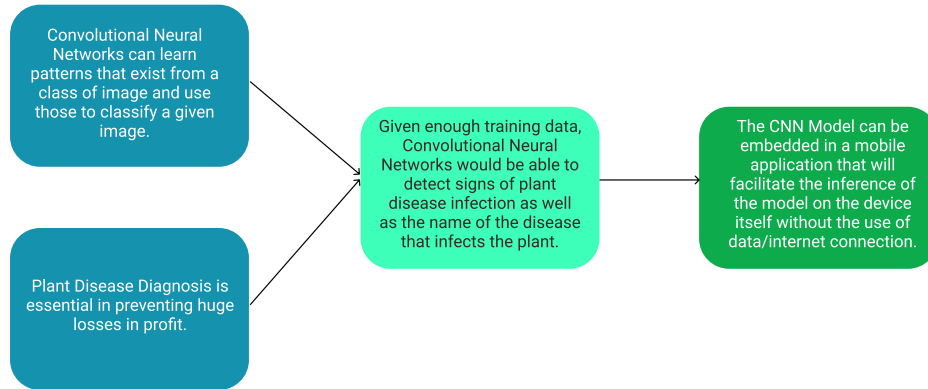 Convolutional Neural
Networks can learn
patterns that exist from a
class of image and use
those to classify a given
image.
Plant Disease Diagnosis is
essential in preventing huge
losses in profit.
Given enough training data,
Convolutional Neural
Networks would be able to
detect signs of plant
disease infection as well
as the name of the disease
that infects the plant.
The CNN Model can be
embedded in a mobile
application that will
facilitate the inference of
the model on the device
itself without the use of
data/internet connection.